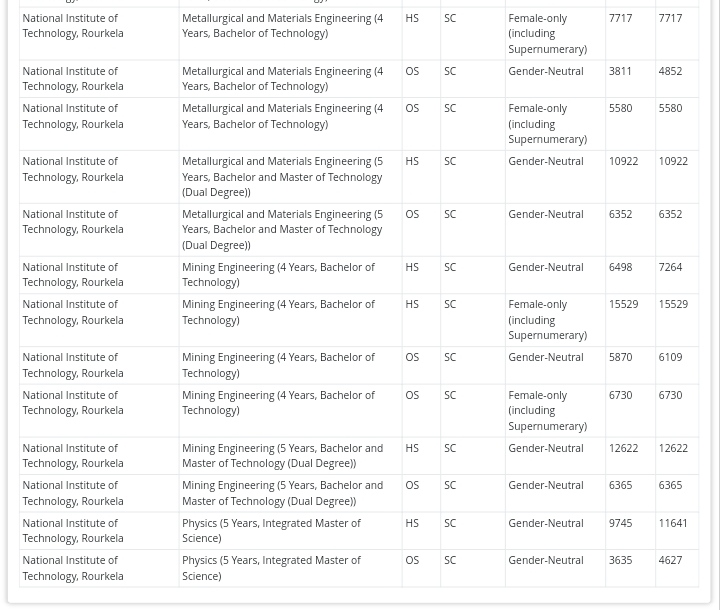 National Institute of Metallurgical and Materials Engineering (4 HS SC Female-only 7717 7717
Technology, Rourkela Years, Bachelor of Technology) (including
Supernumerary)
National Institute of Metallurgical and Materials Engineering (4 OS SC Gender-Neutral 3811 4852
Technology, Rourkela Years, Bachelor of Technology)
National Institute of Metallurgical and Materials Engineering (4 OS SC Female-only 5580 5580
Technology, Rourkela Years, Bachelor of Technology) (including
Supernumerary)
National Institute of Metallurgical and Materials Engineering (5 HS SC Gender-Neutral 10922 10922
Technology, Rourkela Years, Bachelor and Master of Technology
(Dual Degree))
National Institute of Metallurgical and Materials Engineering (5 OS SC Gender-Neutral 6352 6352
Technology, Rourkela Years, Bachelor and Master of Technology
(Dual Degree))
National Institute of Mining Engineering (4 Years, Bachelor of HS SC Gender-Neutral 6498 7264
Technology, Rourkela Technology)
National Institute of Mining Engineering (4 Years, Bachelor of HS SC Female-only 15529 15529
Technology, Rourkela Technology) (including
Supernumerary)
National Institute of Mining Engineering (4 Years, Bachelor of OS SC Gender-Neutral 5870 6109
Technology, Rourkela Technology)
National Institute of Mining Engineering (4 Years, Bachelor of OS SC Female-only 6730 6730
Technology, Rourkela Technology) (including
Supernumerary)
National Institute of Mining Engineering (5 Years, Bachelor and HS SC Gender-Neutral 12622 12622
Technology, Rourkela Master of Technology (Dual Degree))
National Institute of Mining Engineering (5 Years, Bachelor and OS SC Gender-Neutral 6365 6365
Technology, Rourkela Master of Technology (Dual Degree))
National Institute of Physics (5 Years, Integrated Master of HS SC Gender-Neutral 9745 11641
Technology, Rourkela Science)
National Institute of Physics (5 Years, Integrated Master of OS SC Gender-Neutral 3635 4627
Technology, Rourkela Science)